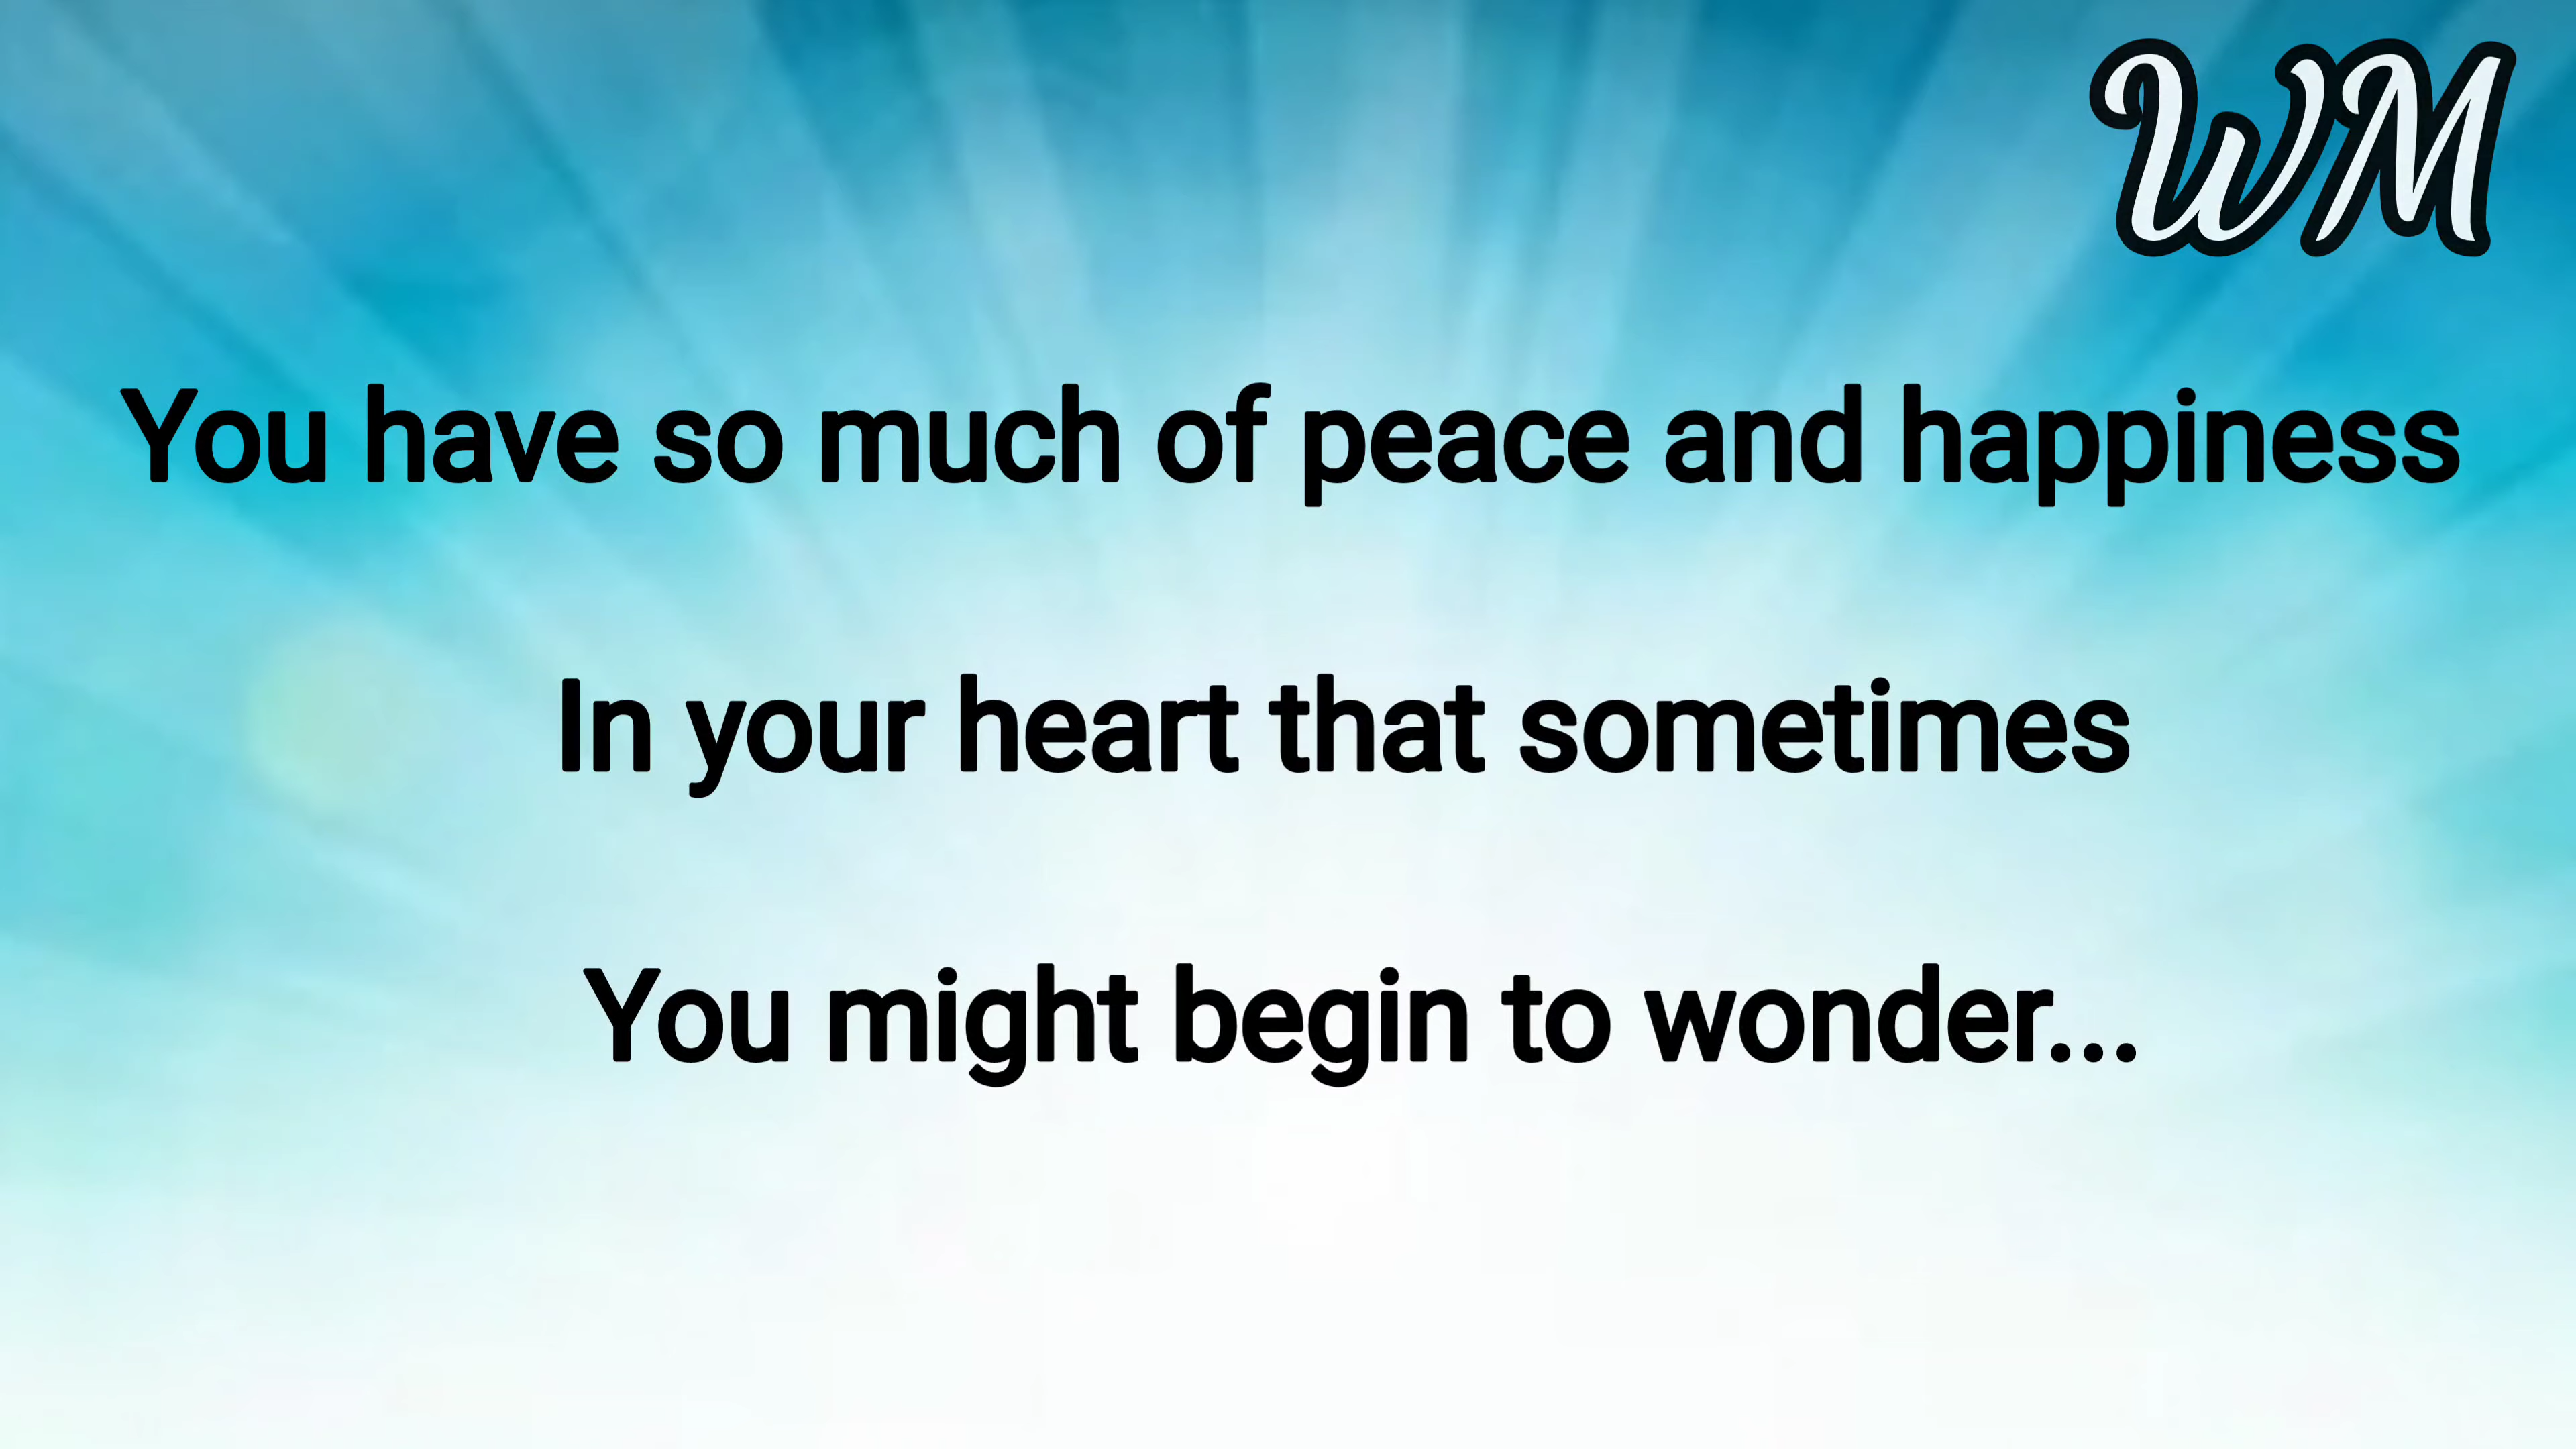 WM
You have so much of peace and happiness
In your heart that sometimes
You might begin to wonder...